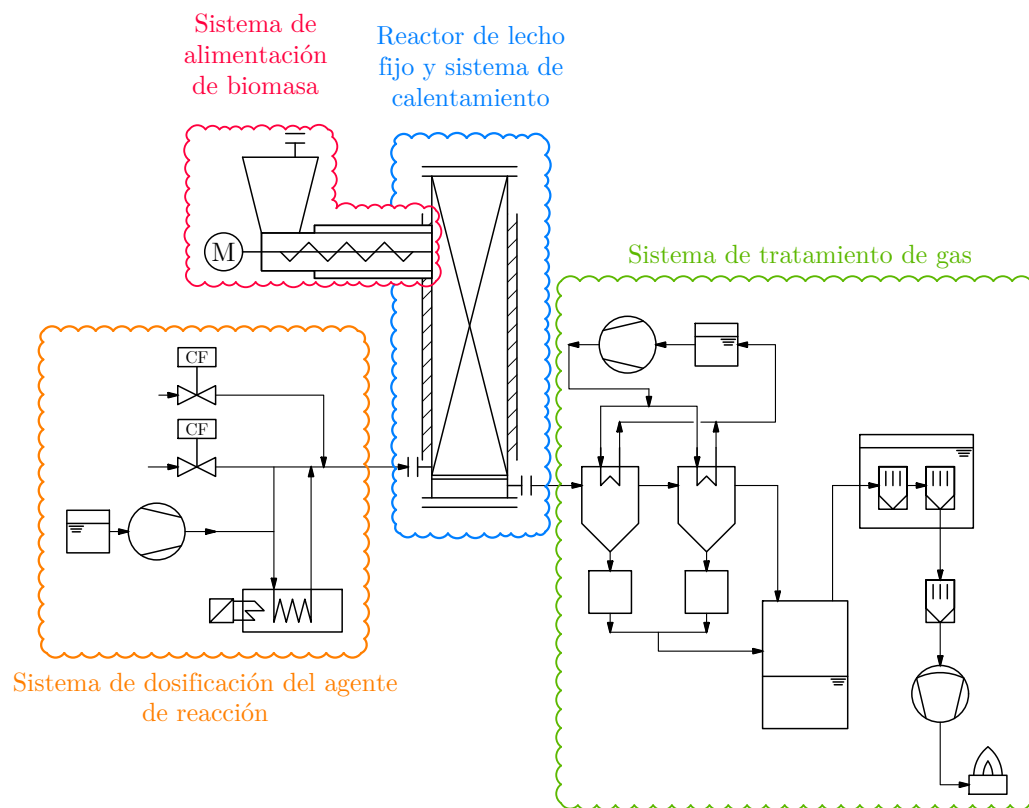 Sistema de
alimentación
de biomasa
Reactor de lecho
fijo y sistema de
calentamiento
M
Sistema de tratamiento de gas
CF
CF
Sistema de dosificación del agente
de reacción